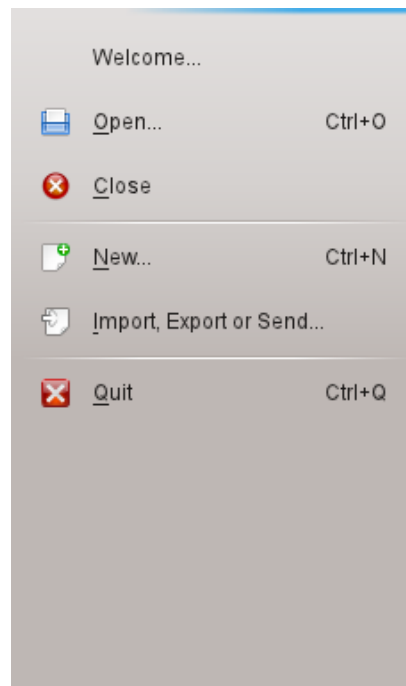 Welcome...
Open... Ctrl+O
Close
New... Ctrl+N
Import, Export or Send...
Quit Ctrl+Q